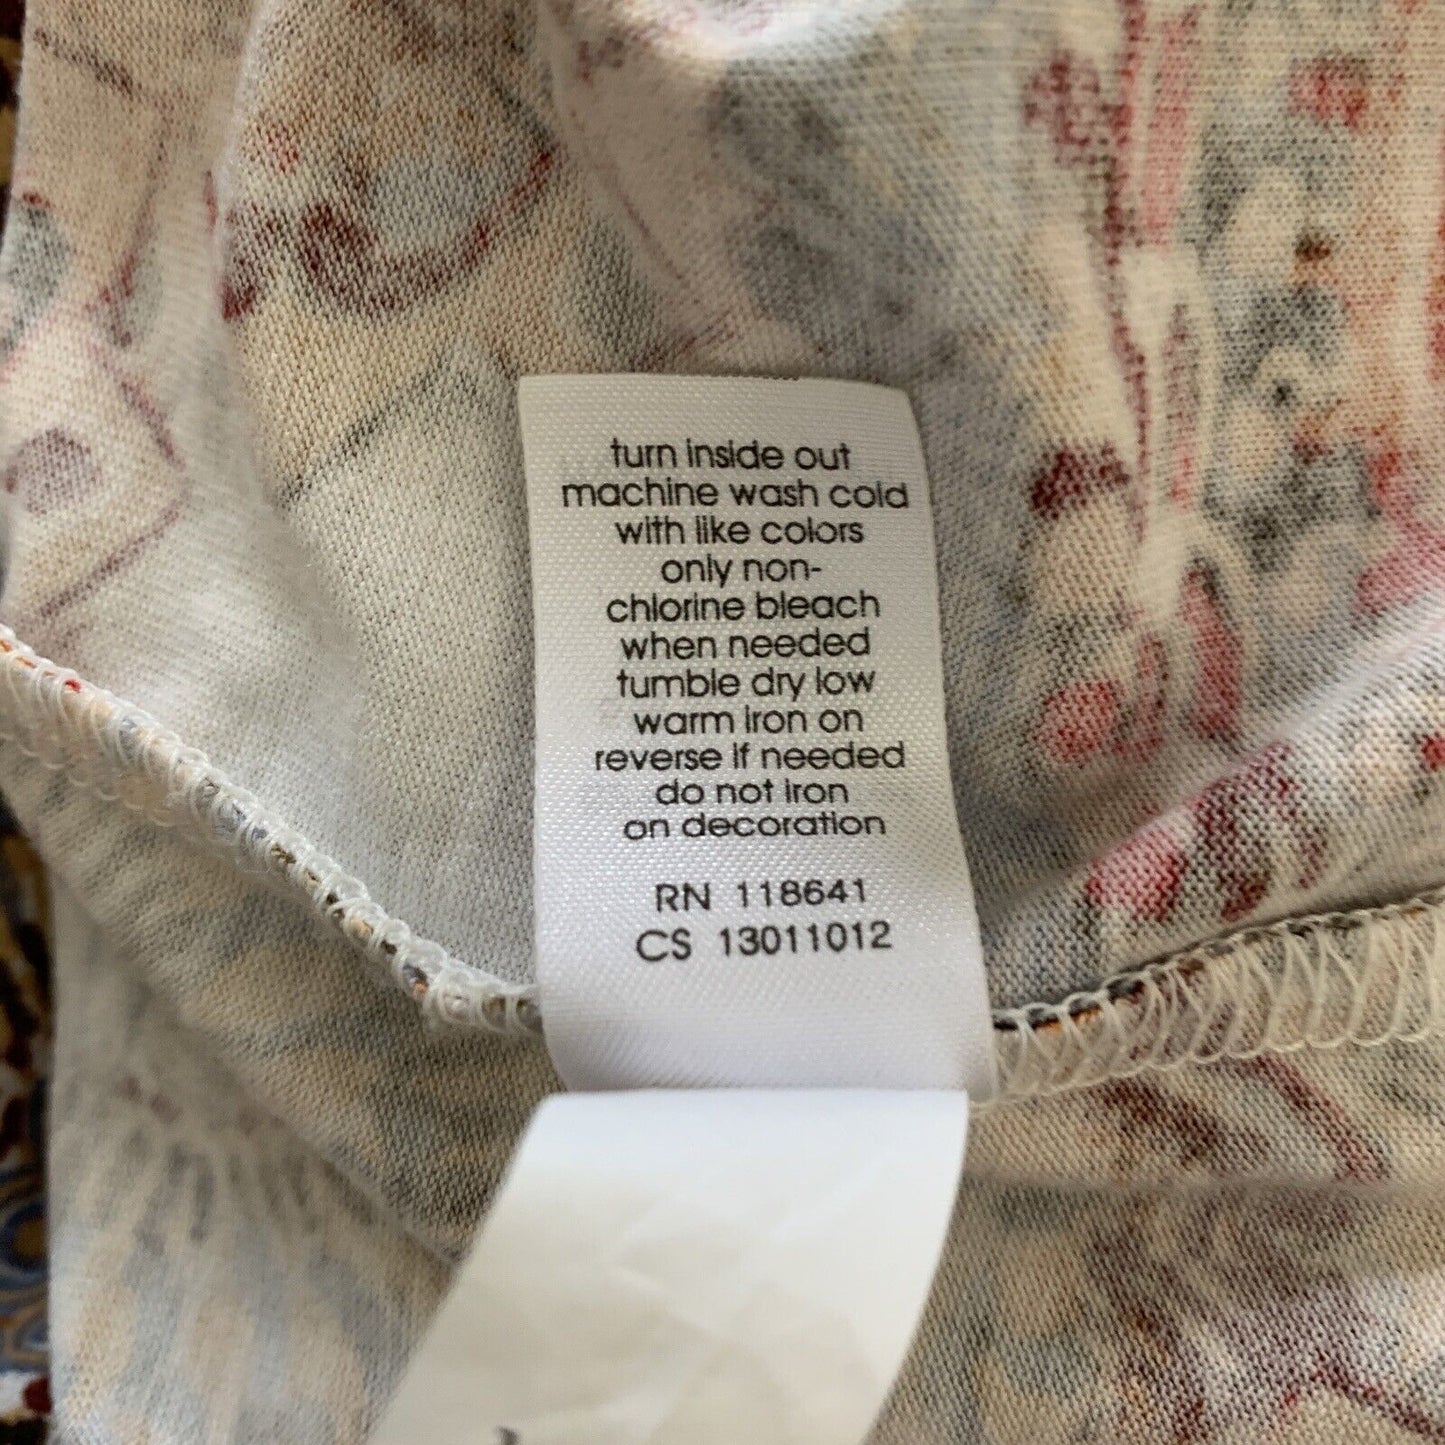 turn inside out
machine wash cold
with like colors
only non-
chlorine bleach
when needed
tumble dry low
warm iron on
reverse if needed
do not iron
on decoration
RN 118641
CS 13011012